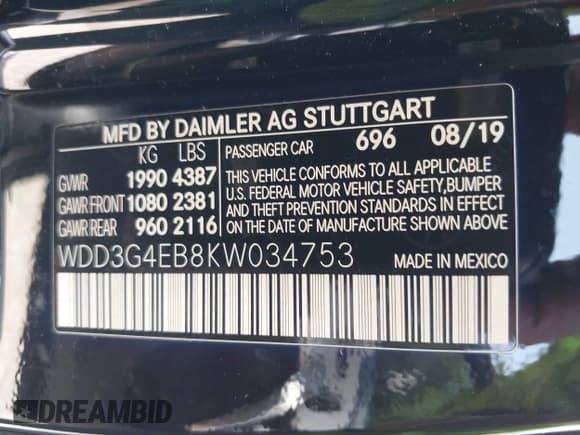 MFD BY DAIMLER AG STUTTGART
KG LBS
GVWR 1990 4387
GAWR FRONT 1080 2381
GAWR REAR 960 2116
PASSENGER CAR 696 08/19
THIS VEHICLE CONFORMS TO ALL APPLICABLE
U.S. FEDERAL MOTOR VEHICLE SAFETY, BUMPER
AND THEFT PREVENTION STANDARDS IN EFFECT
ON THE DATE OF MANUFACTURE SHOWN ABOVE.
WDD3G4EB8KW034753 MADE IN MEXICO
DREAMBID